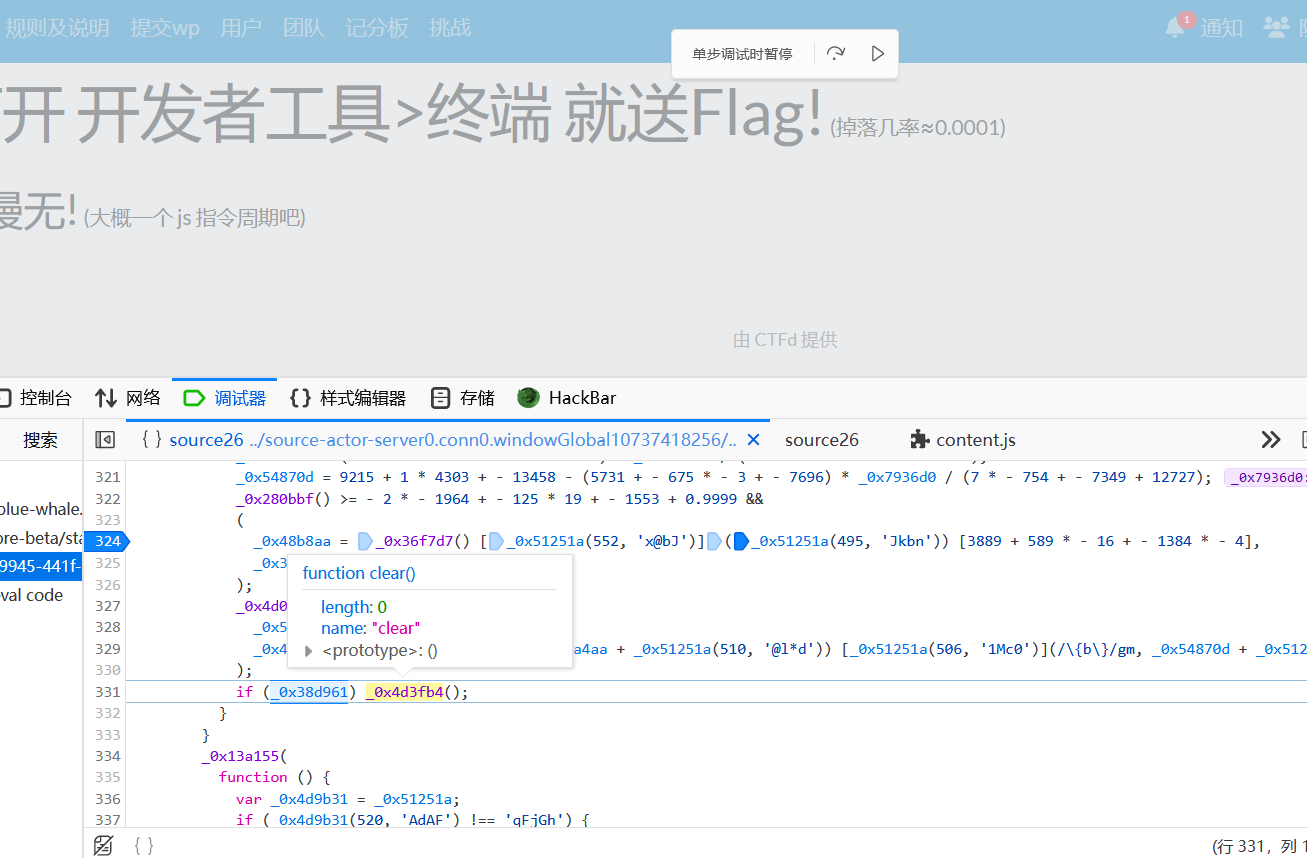 规则及说明 提交wp 用户 团队 记分板 挑战 1 通知
单步调试时暂停
开 开发者工具>终端 就送Flag! (掉落几率≈0.0001)
漫无! (大概一个 js 指令周期吧)
由 CTFd 提供
控制台 网络 调试器 {} 样式编辑器 存储 HackBar
搜索 { } source26 ../source-actor-server0.conn0.windowGlobal10737418256/.. source26 content.js
321 _0x54870d = 9215 + 1 * 4303 + - 13458 - (5731 + - 675 * - 3 + - 7696) * _0x7936d0 / (7 * - 754 + - 7349 + 12727); _0x7936d0:
322 _0x280bbf() >= - 2 * - 1964 + - 125 * 19 + - 1553 + 0.9999 &&
323 (
324 _0x48b8aa = _0x36f7d7() [_0x51251a(552, 'x@bJ')](_0x51251a(495, 'Jkbn')) [3889 + 589 * - 16 + - 1384 * - 4],
325 _0x3
326 );
327 _0x4d0
328 _0x5
329 _0x4 a4aa + _0x51251a(510, '@l*d')) [_0x51251a(506, '1Mc0')](/\{b\}/gm, _0x54870d + _0x512
330 );
331 if (_0x38d961) _0x4d3fb4();
332 }
333 }
334 _0x13a155(
335 function () {
336 var _0x4d9b31 = _0x51251a;
337 if (_0x4d9b31(520, 'AdAF') !== 'qFjGh') {
function clear()
length: 0
name: "clear"
<prototype>: ()
blue-whale.
ore-beta/sta
9945-441f-
val code
{ } (行 331，列 1